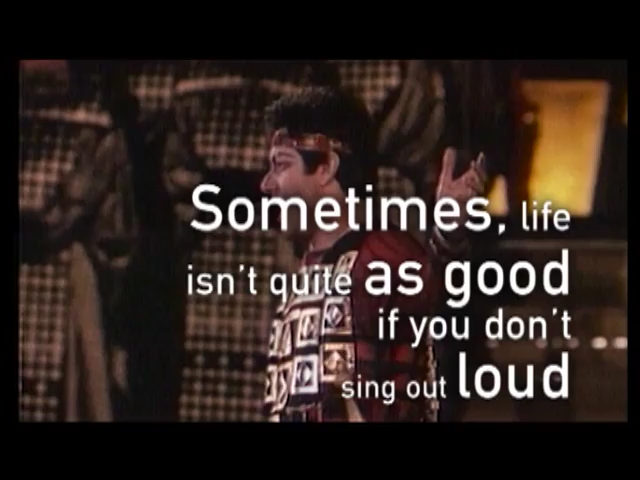 Sometimes, life
isn't quite as good
if you don't
sing out loud